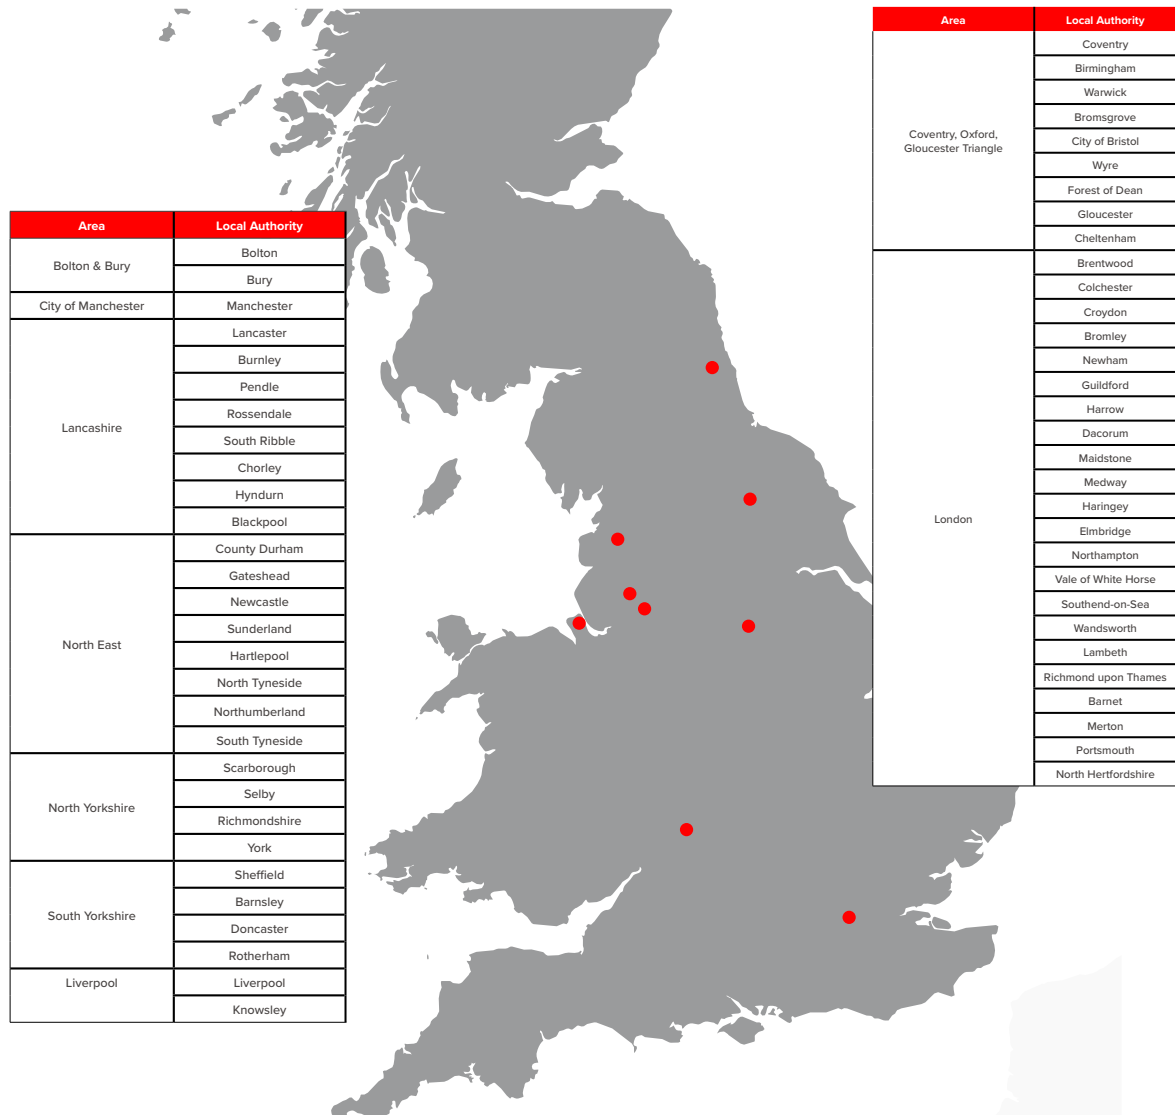 Area Local Authority
Bolton & Bury
Bolton
Bury
City of Manchester Manchester
Lancashire
Lancaster
Burnley
Pendle
Rossendale
South Ribble
Chorley
Hyndurn
Blackpool
North East
County Durham
Gateshead
Newcastle
Sunderland
Hartlepool
North Tyneside
Northumberland
South Tyneside
North Yorkshire
Scarborough
Selby
Richmondshire
York
South Yorkshire
Sheffield
Barnsley
Doncaster
Rotherham
Liverpool Liverpool
Knowsley
Area Local Authority
Coventry, Oxford,
Gloucester Triangle
Coventry
Birmingham
Warwick
Bromsgrove
City of Bristol
Wyre
Forest of Dean
Gloucester
Cheltenham
London
Brentwood
Colchester
Croydon
Bromley
Newham
Guildford
Harrow
Dacorum
Maidstone
Medway
Haringey
Elmbridge
Northampton
Vale of White Horse
Southend-on-Sea
Wandsworth
Lambeth
Richmond upon Thames
Barnet
Merton
Portsmouth
North Hertfordshire